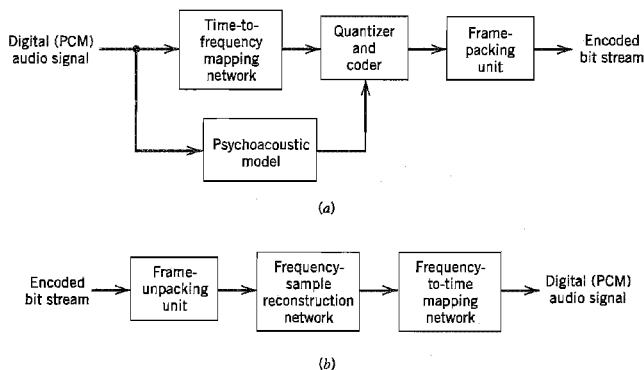 Digital (PCM)
audio signal
Time-to-
frequency
mapping
network
Quantizer
and
coder
Frame-
packing
unit
Encoded
bit stream
Psychoacoustic
model
(a)
Encoded
bit stream
Frame-
unpacking
unit
Frequency-
sample
reconstruction
network
Frequency-
to-time
mapping
network
Digital (PCM)
audio signal
(b)